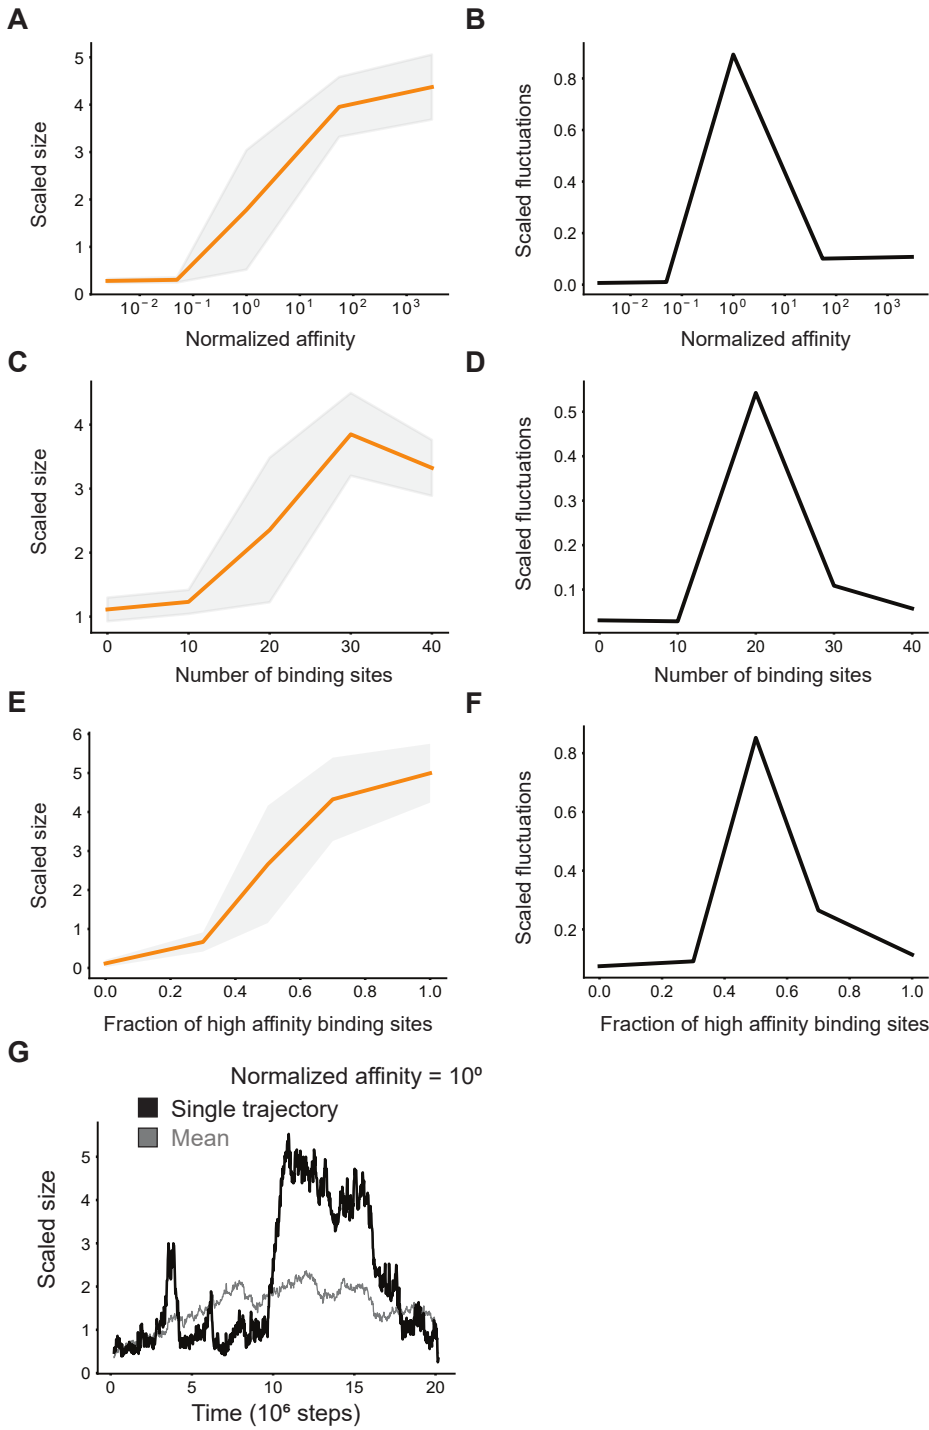 A
B
5
4
3
2
1
0
Scaled size
10⁻² 10⁻¹ 10⁰ 10¹ 10² 10³
Normalized affinity
0.8
0.6
0.4
0.2
0.0
Scaled fluctuations
10⁻² 10⁻¹ 10⁰ 10¹ 10² 10³
Normalized affinity
C
D
4
3
2
1
Scaled size
0 10 20 30 40
Number of binding sites
0.5
0.4
0.3
0.2
0.1
Scaled fluctuations
0 10 20 30 40
Number of binding sites
E
F
6
5
4
3
2
1
0
Scaled size
0.0 0.2 0.4 0.6 0.8 1.0
Fraction of high affinity binding sites
0.8
0.6
0.4
0.2
Scaled fluctuations
0.0 0.2 0.4 0.6 0.8 1.0
Fraction of high affinity binding sites
G
Normalized affinity = 10⁰
Single trajectory
Mean
5
4
3
2
1
0
Scaled size
0 5 10 15 20
Time (10⁶ steps)